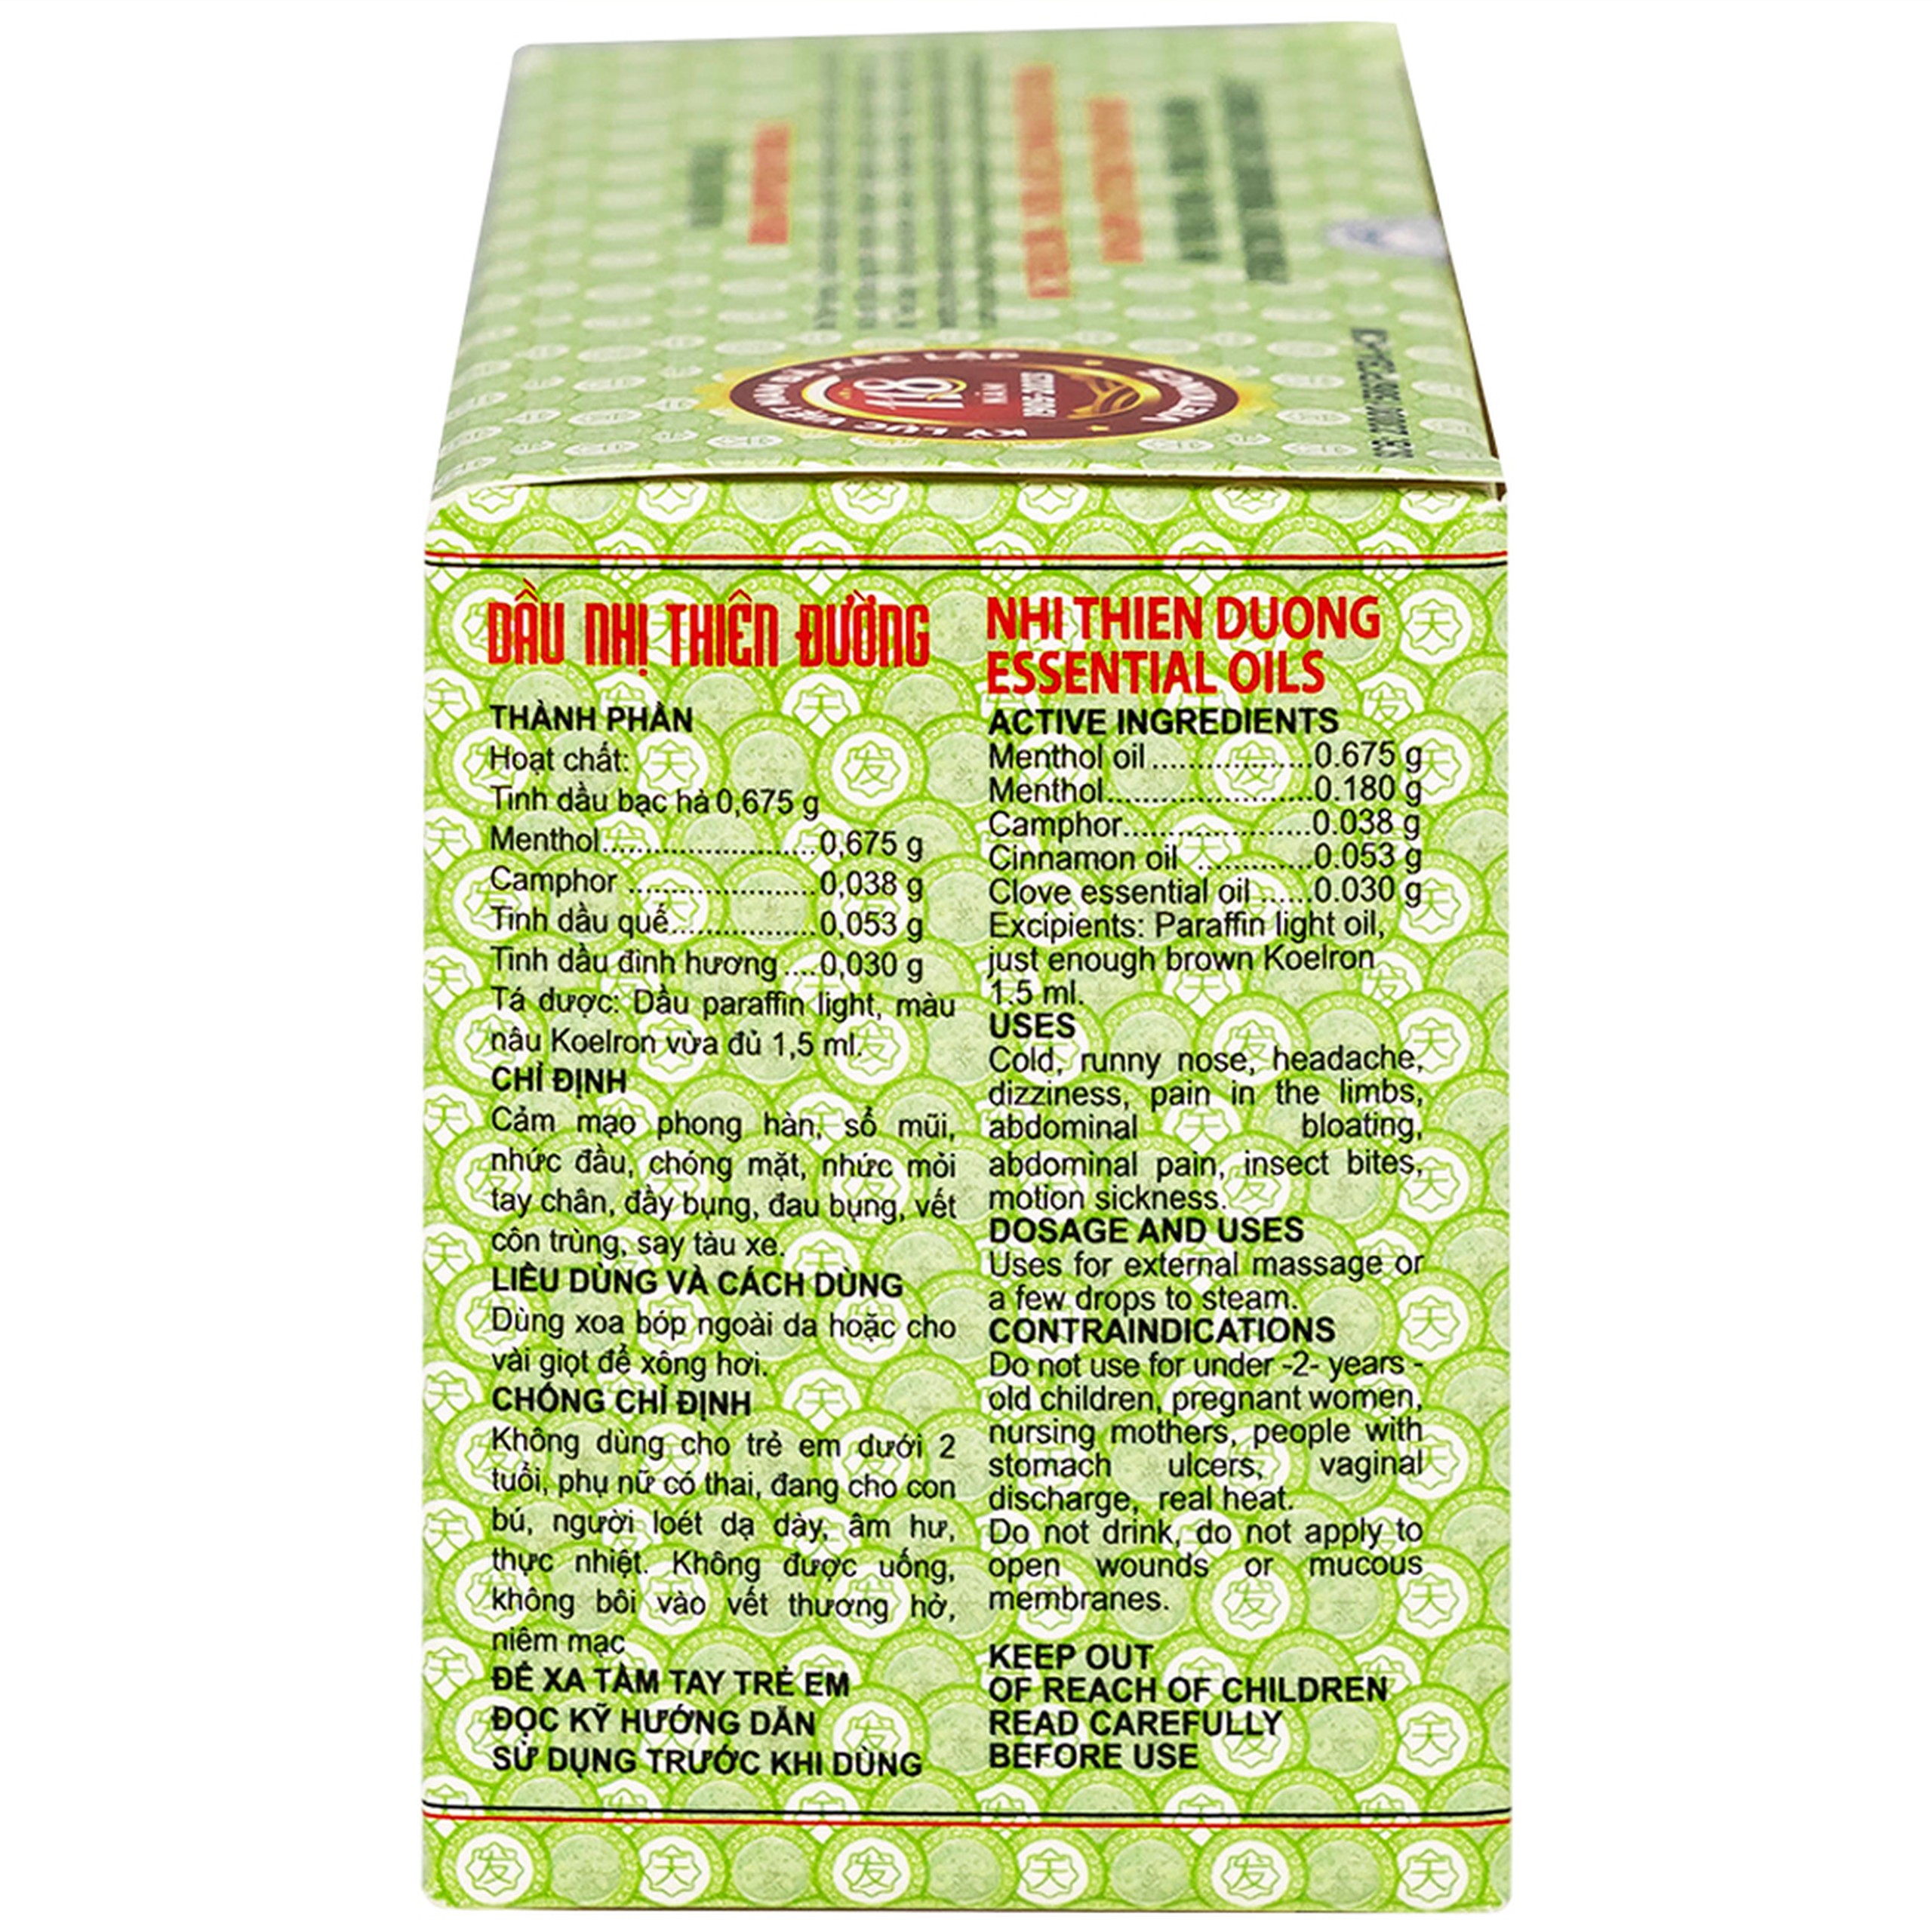 KỶ LỤC VIỆT NAM ĐÃ XÁC LẬP
118
NĂM
1905-2023
DẦU NHỊ THIÊN ĐƯỜNG
THÀNH PHẦN
Hoạt chất:
Tinh dầu bạc hà 0,675 g
Menthol........................0,675 g
Camphor .....................0,038 g
Tinh dầu quế................0,053 g
Tinh dầu đinh hương ....0,030 g
Tá dược: Dầu paraffin light, màu
nâu Koelron vừa đủ 1,5 ml.
CHỈ ĐỊNH
Cảm mạo phong hàn, sổ mũi,
nhức đầu, chóng mặt, nhức mỏi
tay chân, đầy bụng, đau bụng, vết
côn trùng, say tàu xe.
LIỀU DÙNG VÀ CÁCH DÙNG
Dùng xoa bóp ngoài da hoặc cho
vài giọt để xông hơi.
CHỐNG CHỈ ĐỊNH
Không dùng cho trẻ em dưới 2
tuổi, phụ nữ có thai, đang cho con
bú, người loét dạ dày, âm hư,
thực nhiệt. Không được uống,
không bôi vào vết thương hở,
niêm mạc
ĐỂ XA TẦM TAY TRẺ EM
ĐỌC KỸ HƯỚNG DẪN
SỬ DỤNG TRƯỚC KHI DÙNG
NHI THIEN DUONG
ESSENTIAL OILS
ACTIVE INGREDIENTS
Menthol oil ..................0.675 g
Menthol.......................0.180 g
Camphor.....................0.038 g
Cinnamon oil .............0.053 g
Clove essential oil ......0.030 g
Excipients: Paraffin light oil,
just enough brown Koelron
1.5 ml.
USES
Cold, runny nose, headache,
dizziness, pain in the limbs,
abdominal bloating,
abdominal pain, insect bites,
motion sickness.
DOSAGE AND USES
Uses for external massage or
a few drops to steam.
CONTRAINDICATIONS
Do not use for under -2- years -
old children, pregnant women,
nursing mothers, people with
stomach ulcers, vaginal
discharge, real heat.
Do not drink, do not apply to
open wounds or mucous
membranes.
KEEP OUT
OF REACH OF CHILDREN
READ CAREFULLY
BEFORE USE